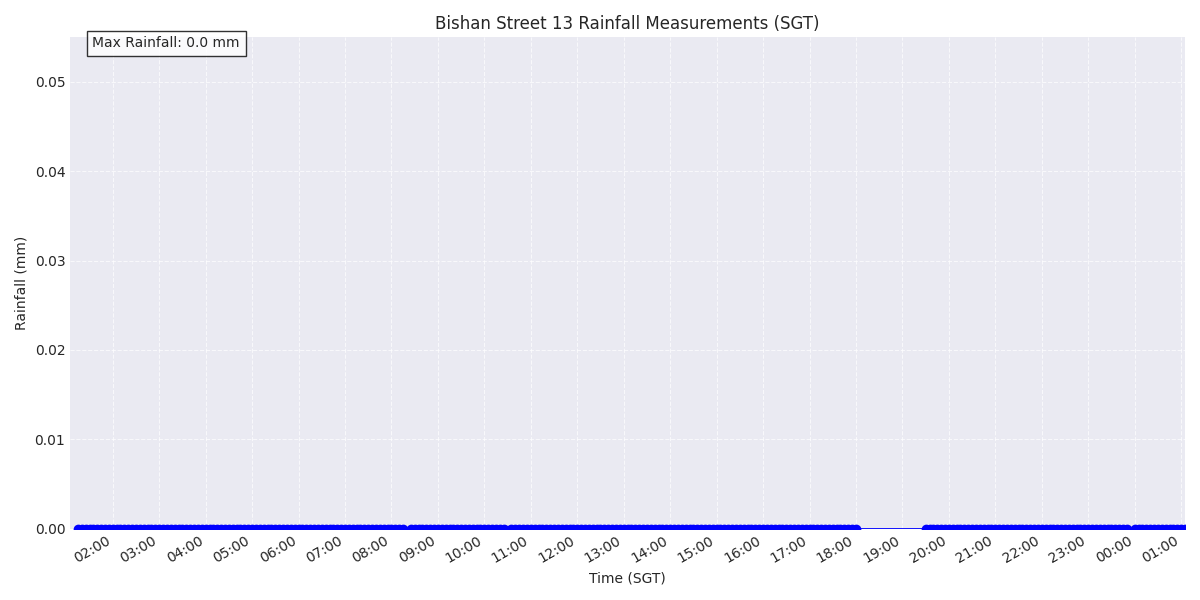 Bishan Street 13 Rainfall Measurements (SGT)
Max Rainfall: 0.0 mm
0.05
0.04
0.03
0.02
0.01
0.00
Rainfall (mm)
02:00 03:00 04:00 05:00 06:00 07:00 08:00 09:00 10:00 11:00 12:00 13:00 14:00 15:00 16:00 17:00 18:00 19:00 20:00 21:00 22:00 23:00 00:00 01:00
Time (SGT)